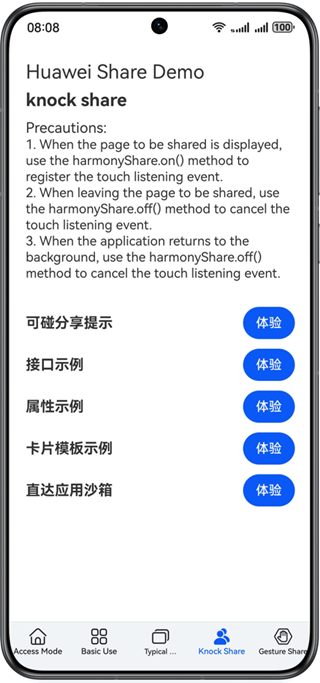 08:08
100
Huawei Share Demo
knock share
Precautions:
1. When the page to be shared is displayed,
use the harmonyShare.on() method to
register the touch listening event.
2. When leaving the page to be shared, use
the harmonyShare.off() method to cancel the
touch listening event.
3. When the application returns to the
background, use the harmonyShare.off()
method to cancel the touch listening event.
可碰分享提示 体验
接口示例 体验
属性示例 体验
卡片模板示例 体验
直达应用沙箱 体验
Access Mode Basic Use Typical ... Knock Share Gesture Share